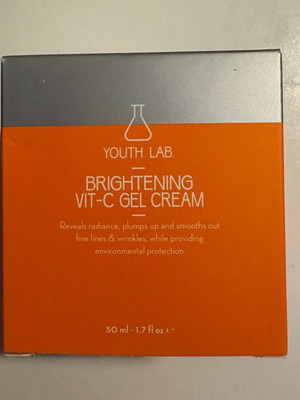 YOUTH LAB.
BRIGHTENING
VIT-C GEL CREAM
Reveals radiance, plumps up and smooths out
fine lines & wrinkles, while providing
environmental protection
50 ml - 1.7 fl oz ℮